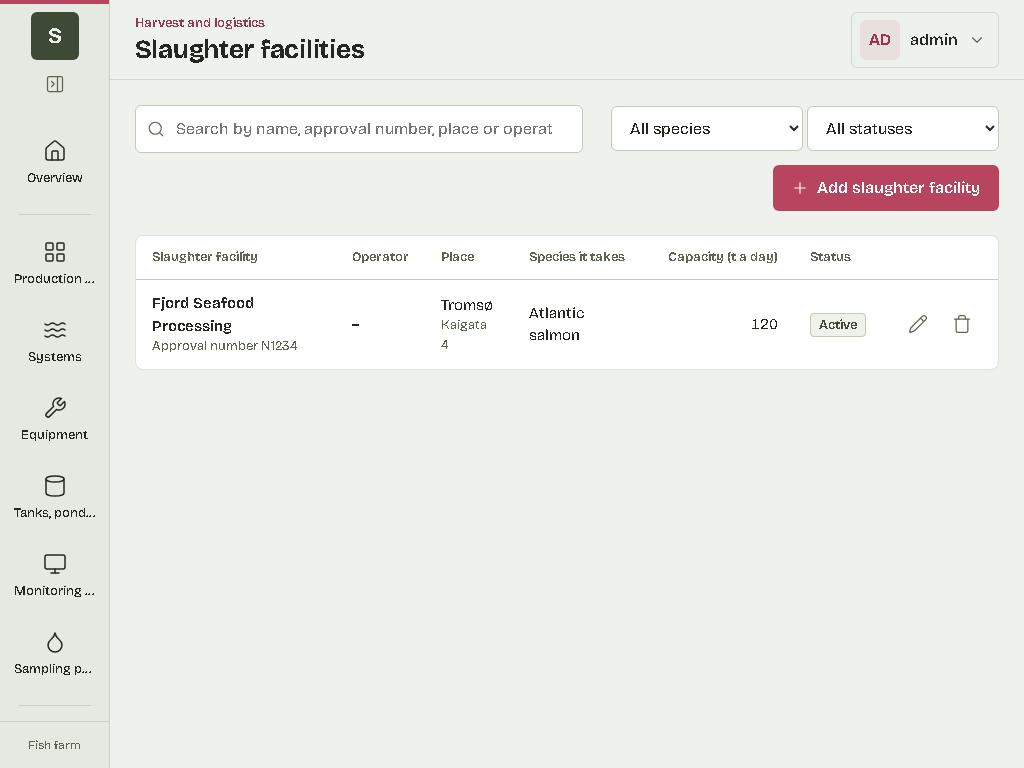 S
Harvest and logistics
Slaughter facilities
AD
admin
Overview
Production ...
Systems
Equipment
Tanks, pond...
Monitoring ...
Sampling p...
Fish farm
Search by name, approval number, place or operat
All species
All statuses
Add slaughter facility
Slaughter facility
Operator
Place
Species it takes
Capacity (t a day)
Status
Fjord Seafood
Processing
Approval number N1234
–
Tromsø
Kaigata
4
Atlantic
salmon
120
Active